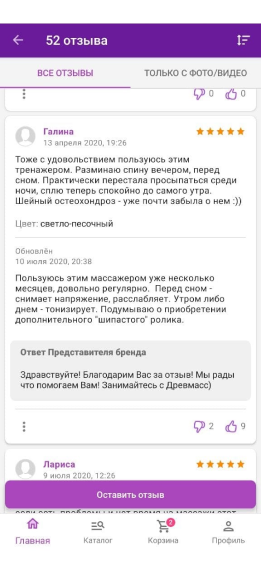 52 отзыва
ВСЕ ОТЗЫВЫ
ТОЛЬКО С ФОТО/ВИДЕО
0 0
Галина
13 апреля 2020, 19:26
Тоже с удовольствием пользуюсь этим
тренажером. Разминаю спину вечером, перед
сном. Практически перестала просыпаться среди
ночи, сплю теперь спокойно до самого утра.
Шейный остеохондроз - уже почти забыла о нем :))
Цвет: светло-песочный
Обновлён
10 июля 2020, 20:38
Пользуюсь этим массажером уже несколько
месяцев, довольно регулярно. Перед сном -
снимает напряжение, расслабляет. Утром либо
днем - тонизирует. Подумываю о приобретении
дополнительного "шипастого" ролика.
Ответ Представителя бренда
Здравствуйте! Благодарим Вас за отзыв! Мы рады
что помогаем Вам! Занимайтесь с Древмасс)
2 9
Лариса
9 июля 2020, 12:26
Оставить отзыв
2
Главная
Каталог
Корзина
Профиль